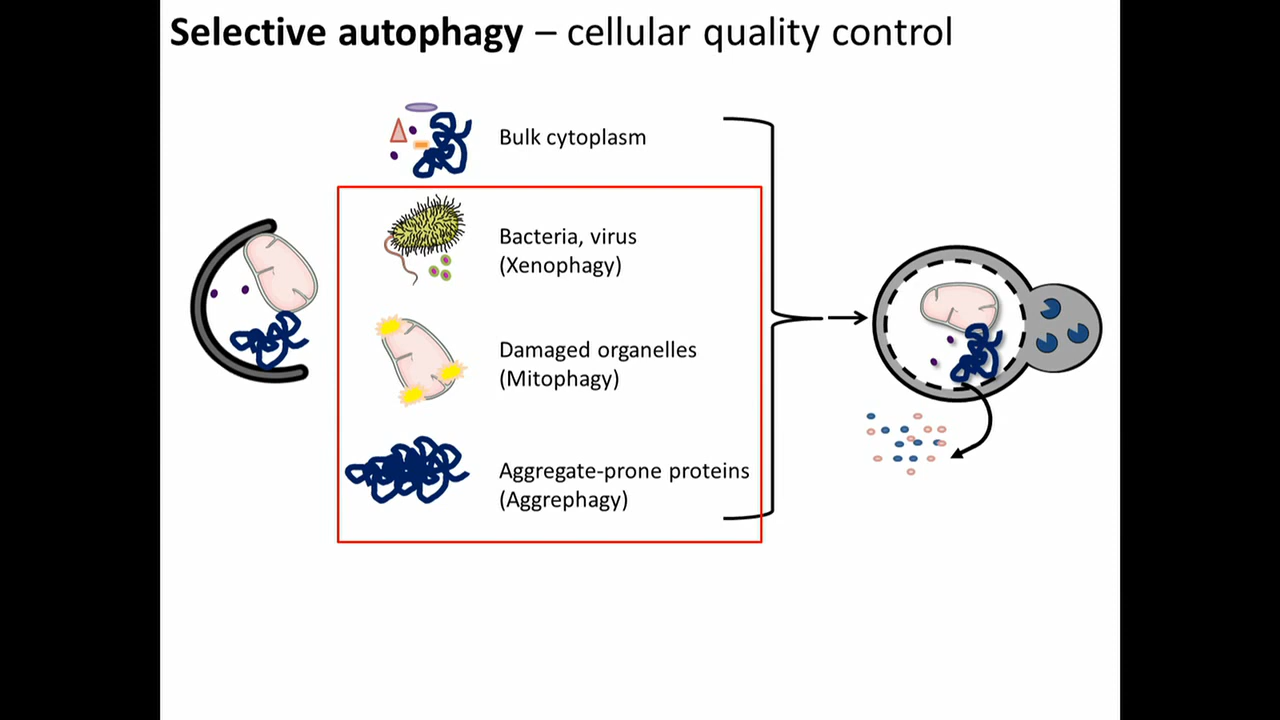 Selective autophagy – cellular quality control
Bulk cytoplasm
Bacteria, virus
(Xenophagy)
Damaged organelles
(Mitophagy)
Aggregate-prone proteins
(Aggrephagy)